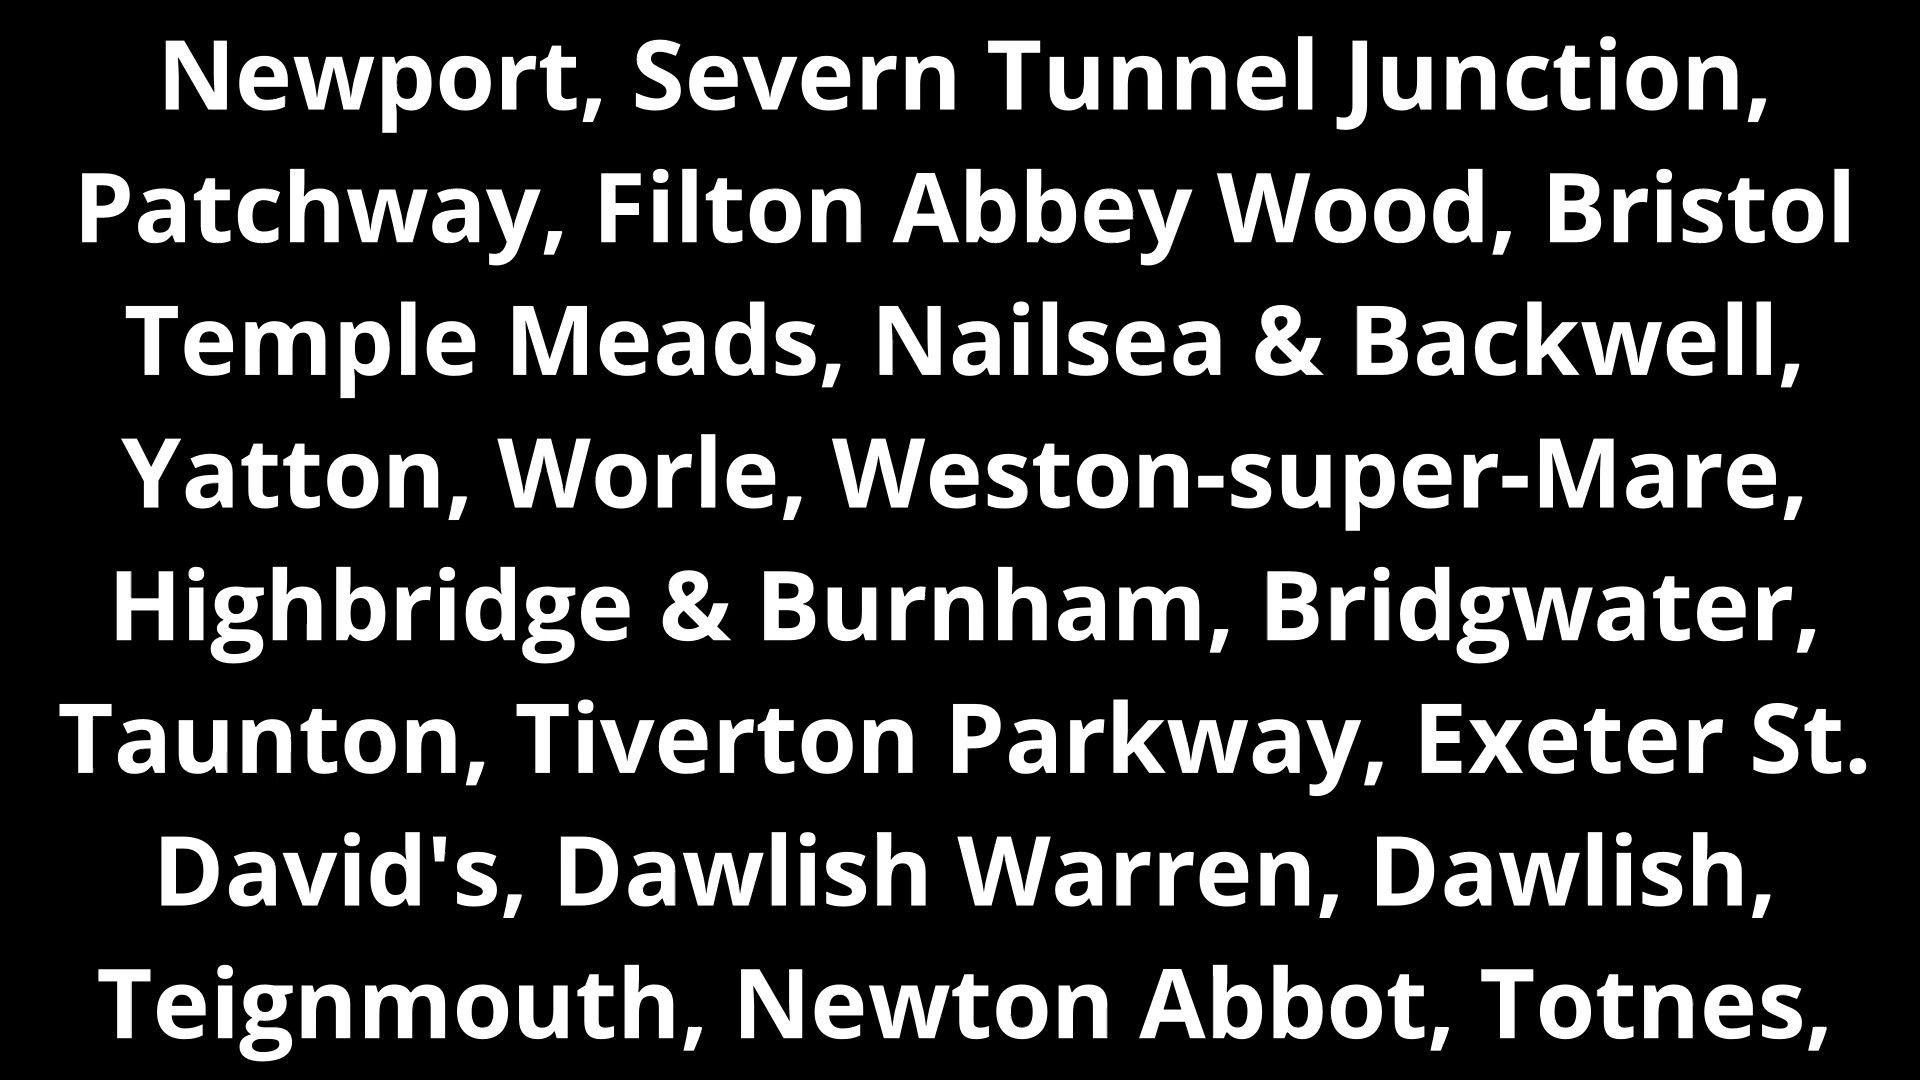 Newport, Severn Tunnel Junction,
Patchway, Filton Abbey Wood, Bristol
Temple Meads, Nailsea & Backwell,
Yatton, Worle, Weston-super-Mare,
Highbridge & Burnham, Bridgwater,
Taunton, Tiverton Parkway, Exeter St.
David's, Dawlish Warren, Dawlish,
Teignmouth, Newton Abbot, Totnes,